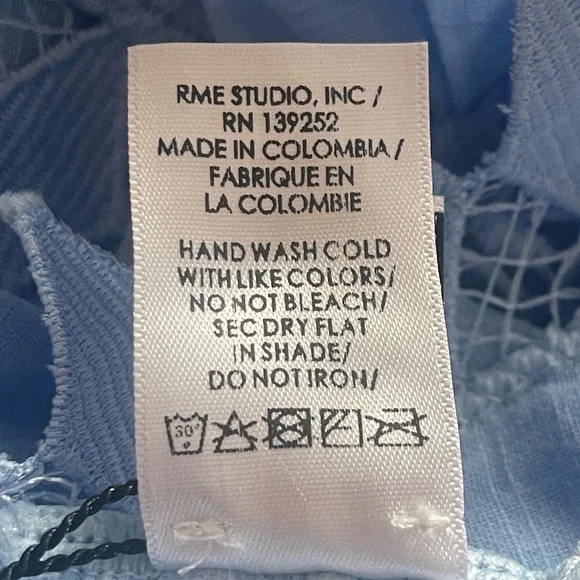 RME STUDIO, INC /
RN 139252
MADE IN COLOMBIA /
FABRIQUE EN
LA COLOMBIE
HAND WASH COLD
WITH LIKE COLORS/
NO NOT BLEACH/
SEC DRY FLAT
IN SHADE/
DO NOT IRON/
30°